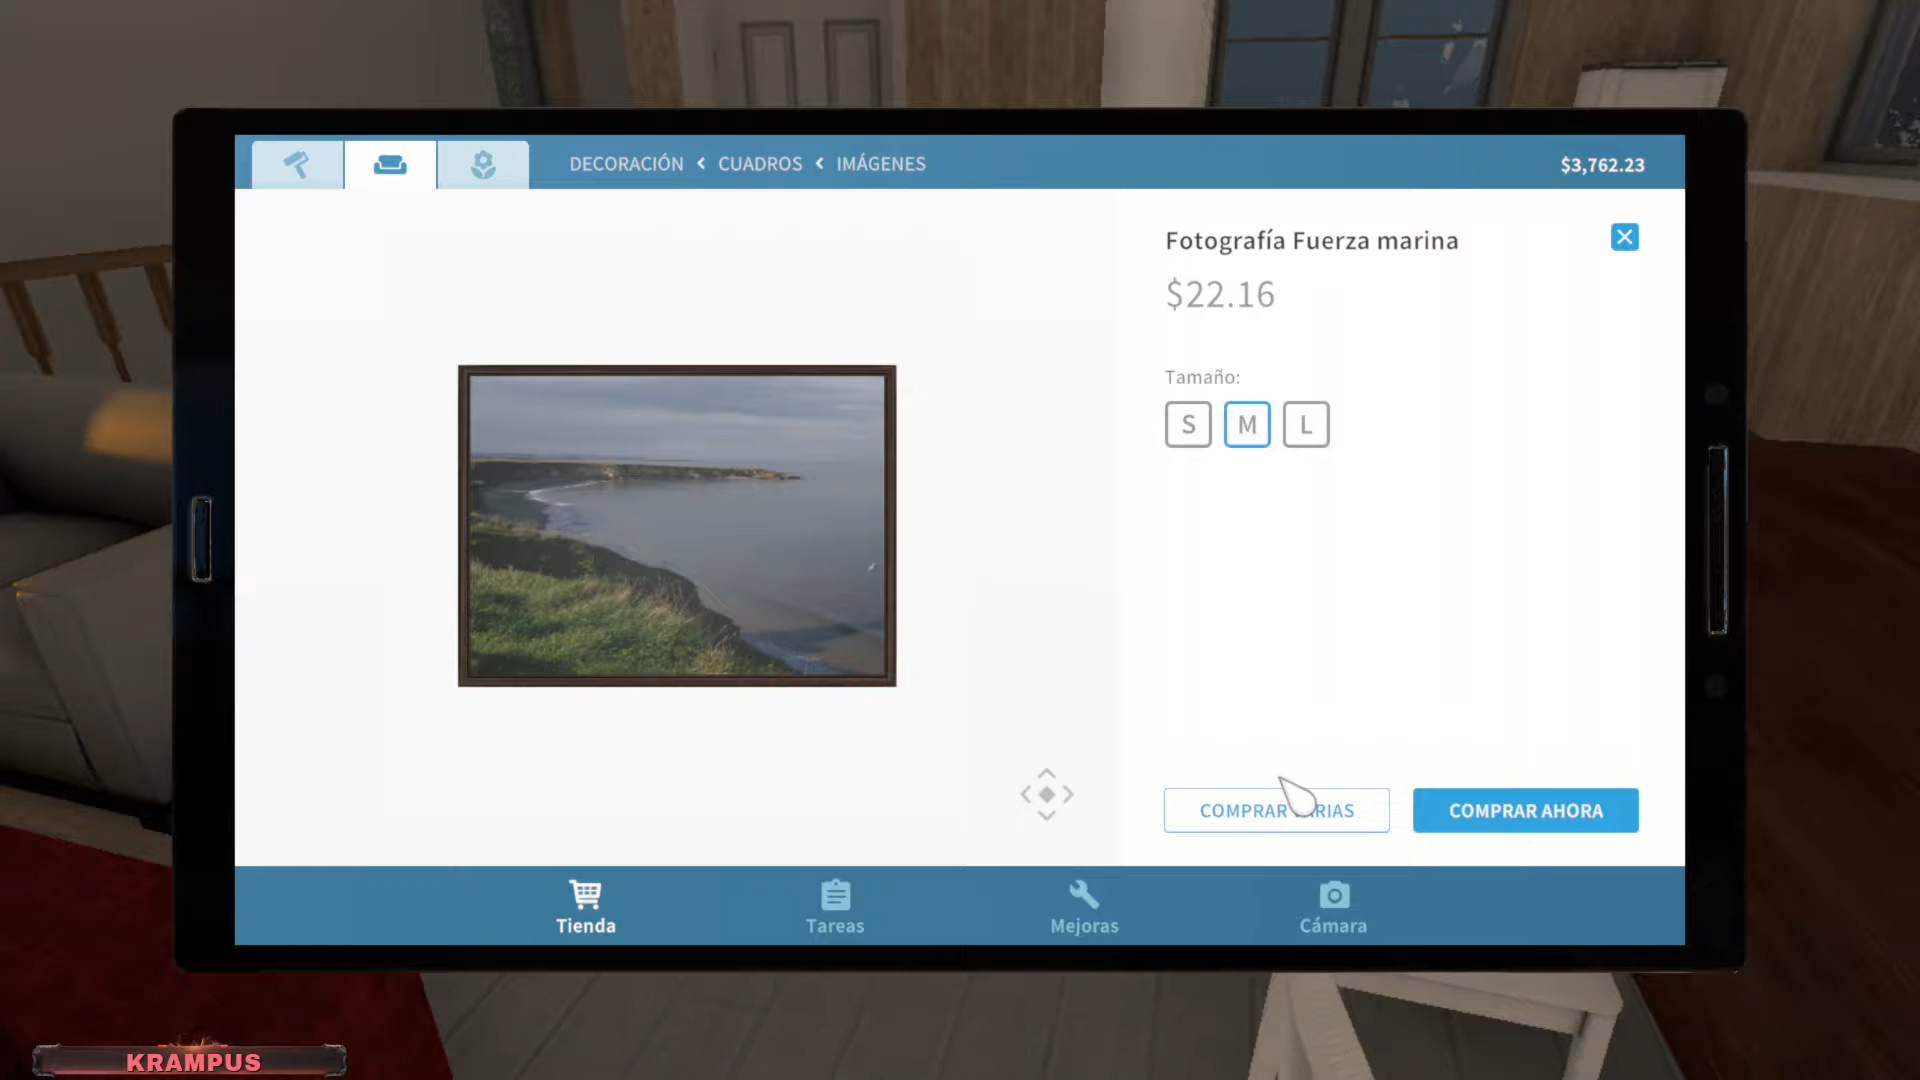 DECORACIÓN < CUADROS < IMÁGENES
$3,762.23
Fotografía Fuerza marina
$22.16
Tamaño:
S M L
COMPRAR AHORA
COMPRAR
Tienda Tareas Mejoras Cámara
KRAMPUS